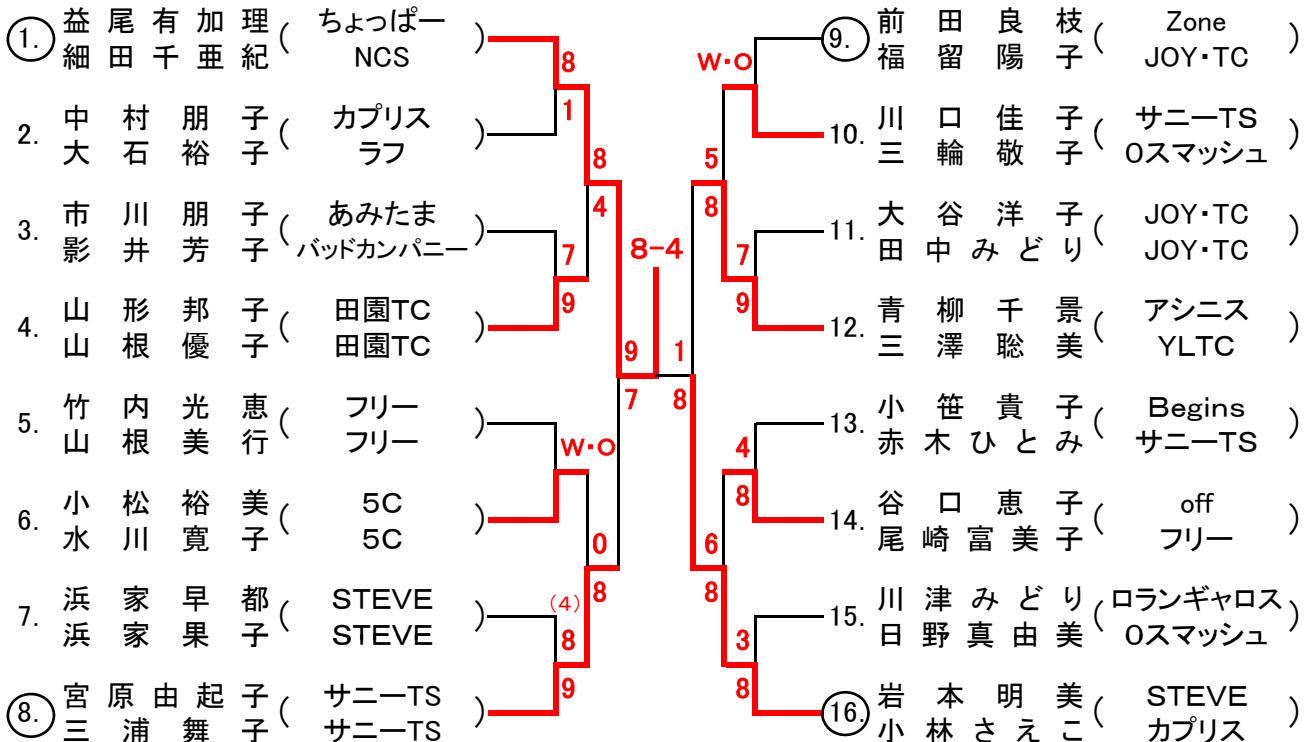 1. 益尾有加理 ( ちょっぱー )
細田千亜紀 NCS
2. 中村朋子 ( カプリス )
大石裕子 ラフ
3. 市川朋子 ( あみたま )
影井芳子 バッドカンパニー
4. 山形邦子 ( 田園TC )
山根優子 田園TC
5. 竹内光恵 ( フリー )
山根美行 フリー
6. 小松裕美 ( 5C )
水川寛子 5C
7. 浜家早都 ( STEVE )
浜家果子 STEVE
8. 宮原由起子 ( サニーTS )
三浦舞子 サニーTS
8
1
7
9
W・O
(4)
8
9
8
4
0
8
9
7
8-4
1
8
5
8
6
8
W・O
7
9
4
8
3
8
9. 前田良枝 ( Zone )
福留陽子 JOY・TC
10. 川口佳子 ( サニーTS )
三輪敬子 Oスマッシュ
11. 大谷洋子 ( JOY・TC )
田中みどり JOY・TC
12. 青柳千景 ( アシニス )
三澤聡美 YLTC
13. 小笹貴子 ( Begins )
赤木ひとみ サニーTS
14. 谷口恵子 ( off )
尾崎富美子 フリー
15. 川津みどり ( ロランギャロス )
日野真由美 Oスマッシュ
16. 岩本明美 ( STEVE )
小林さえこ カプリス